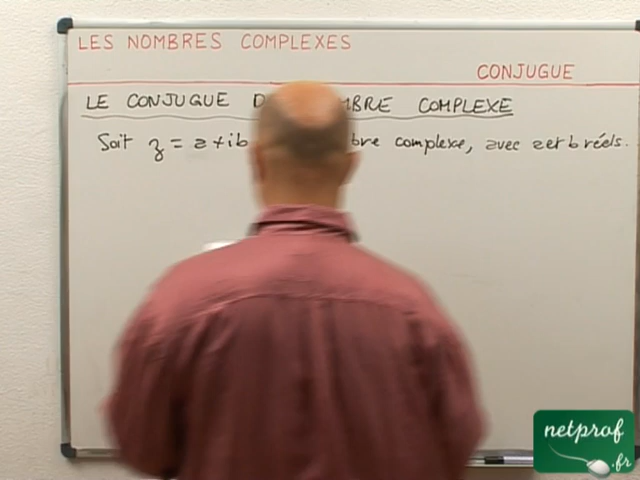 LES NOMBRES COMPLEXES
CONJUGUE
LE CONJUGUE D MBRE COMPLEXE
Soit z = a + ib bre complexe, avec a et b réels.
netprof
.fr